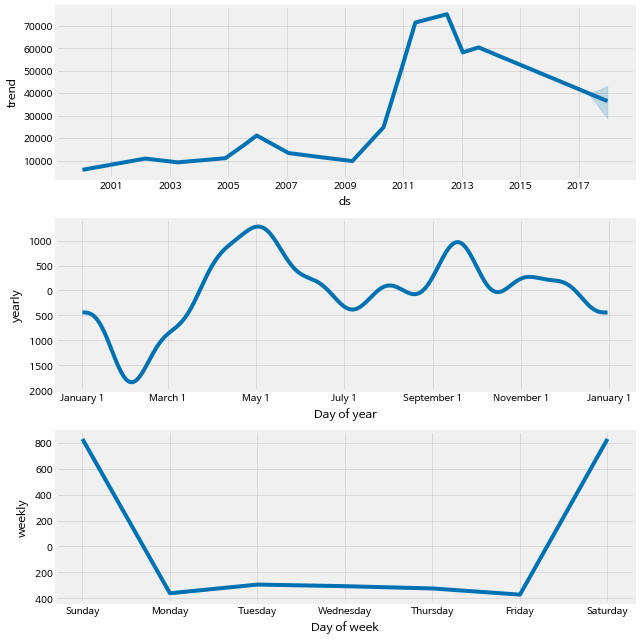 70000
60000
50000
40000
30000
20000
10000
trend
2001 2003 2005 2007 2009 2011 2013 2015 2017
ds
1000
500
0
500
1000
1500
2000
yearly
January 1 March 1 May 1 July 1 September 1 November 1 January 1
Day of year
800
600
400
200
0
200
400
weekly
Sunday Monday Tuesday Wednesday Thursday Friday Saturday
Day of week